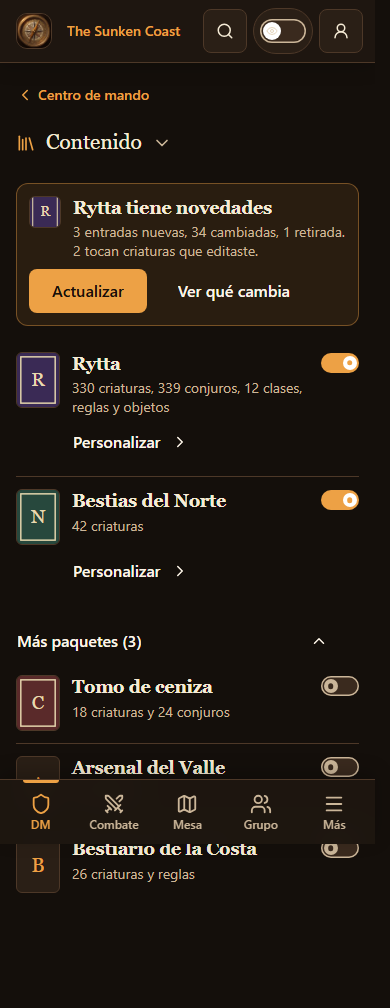 The Sunken Coast
Centro de mando
Contenido
R
Rytta tiene novedades
3 entradas nuevas, 34 cambiadas, 1 retirada.
2 tocan criaturas que editaste.
Actualizar
Ver qué cambia
R
Rytta
330 criaturas, 339 conjuros, 12 clases,
reglas y objetos
Personalizar
N
Bestias del Norte
42 criaturas
Personalizar
Más paquetes (3)
C
Tomo de ceniza
18 criaturas y 24 conjuros
Arsenal del Valle
DM
Combate
Mesa
Grupo
Más
B
Bestiario de la Costa
26 criaturas y reglas